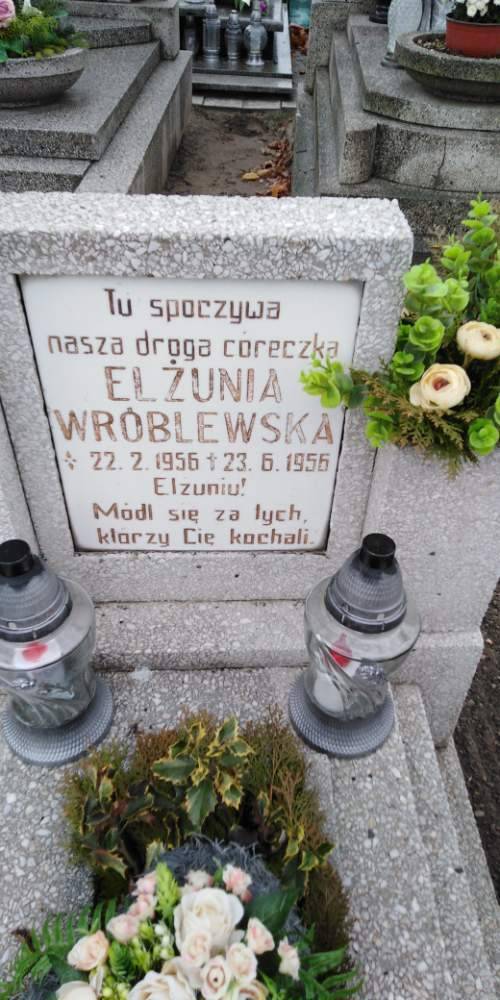 Tu spoczywa
nasza droga córeczka
ELŻUNIA
WRÓBLEWSKA
* 22. 2. 1956 † 23. 6. 1956
Elżuniu!
Módl się za tych,
którzy Cię kochali.